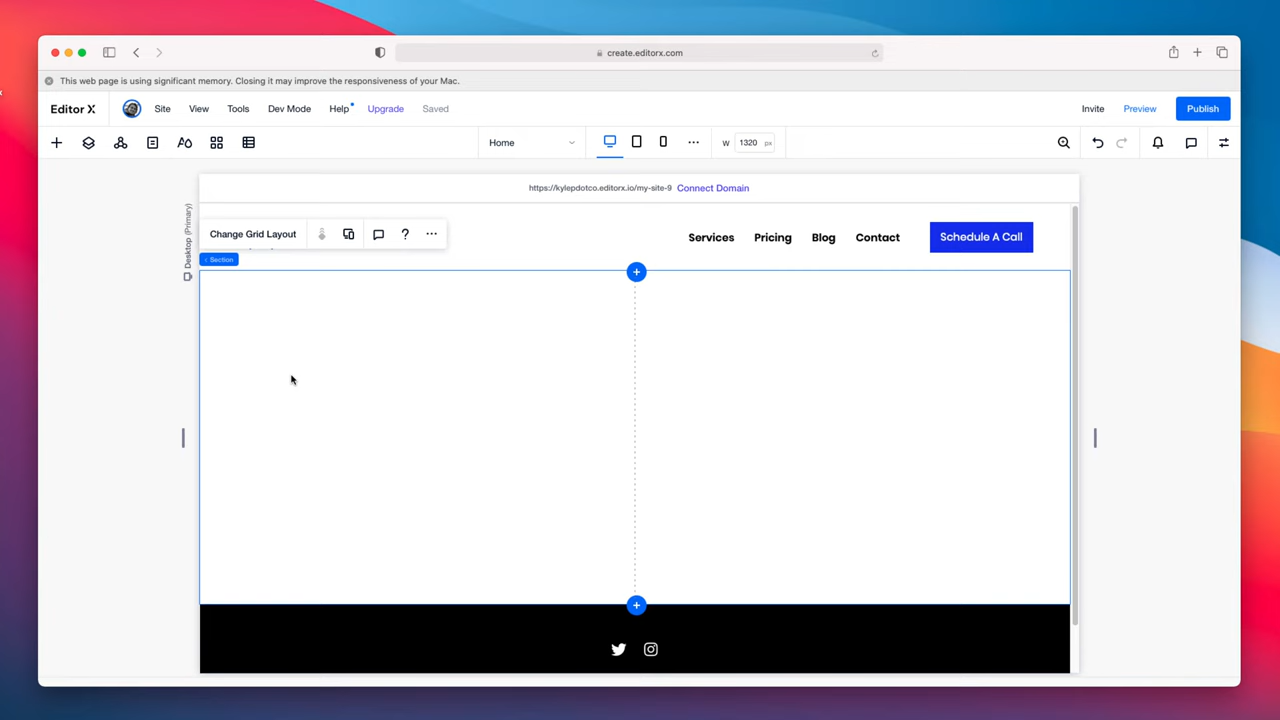 create.editorx.com
This web page is using significant memory. Closing it may improve the responsiveness of your Mac.
Editor X
Site
View
Tools
Dev Mode
Help
Upgrade
Saved
Invite
Preview
Publish
Home
W
1320
px
https://kylepdotco.editorx.io/my-site-9
Connect Domain
Desktop (Primary)
Change Grid Layout
Services
Pricing
Blog
Contact
Schedule A Call
Section